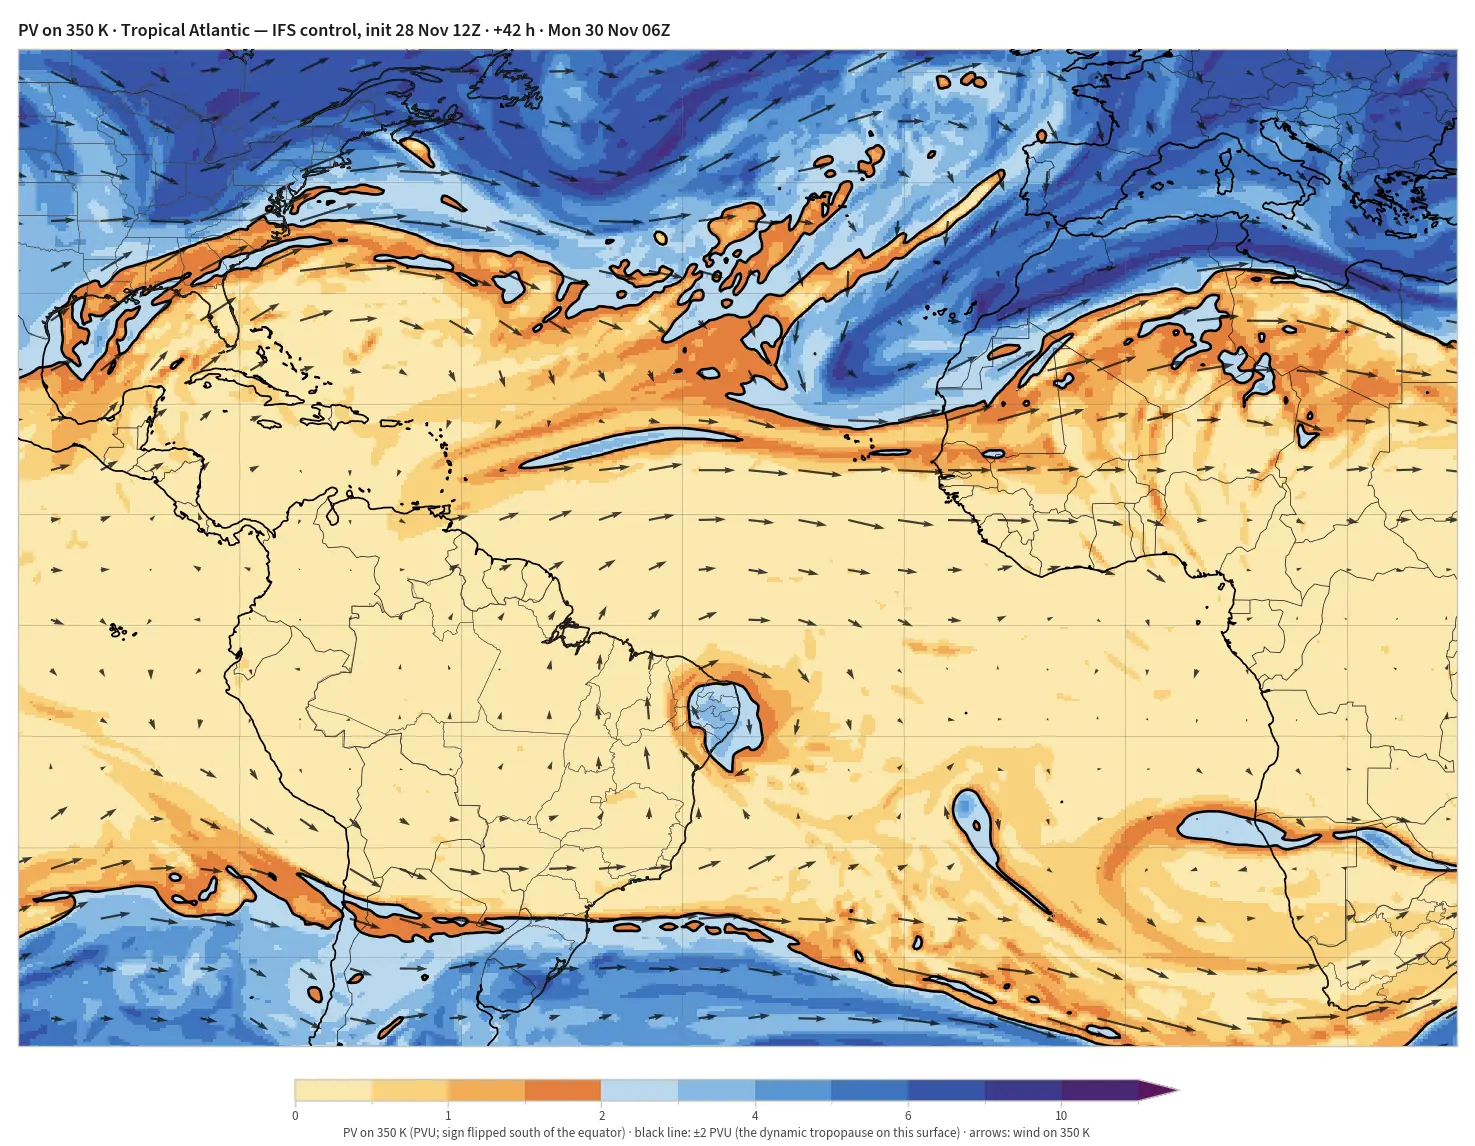 PV on 350 K · Tropical Atlantic — IFS control, init 28 Nov 12Z · +42 h · Mon 30 Nov 06Z
0 1 2 4 6 10
PV on 350 K (PVU; sign flipped south of the equator) · black line: ±2 PVU (the dynamic tropopause on this surface) · arrows: wind on 350 K